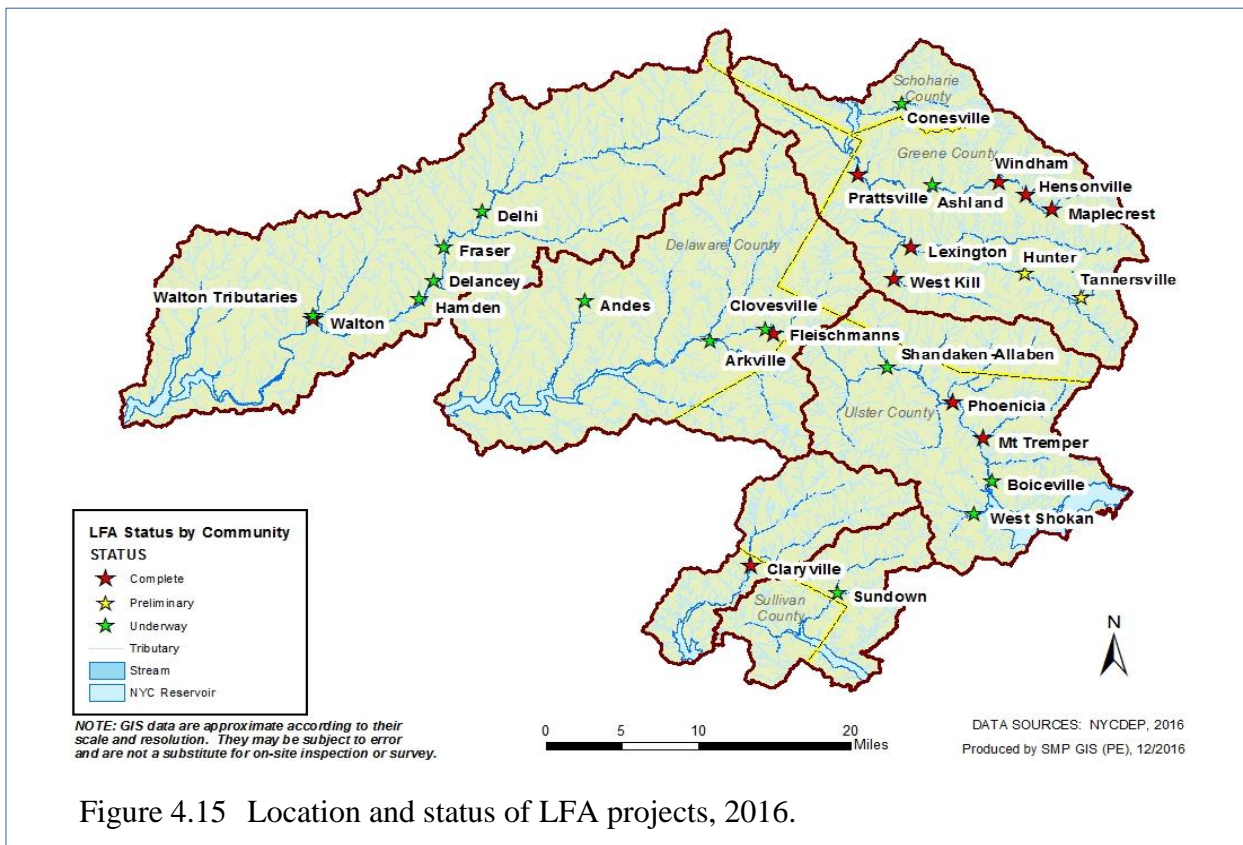 Schoharie
County
Conesville
Greene County
Windham
Hensonville
Prattsville
Ashland
Maplecrest
Delhi
Lexington
Delaware County
Fraser
Hunter
Delancey
West Kill
Tannersville
Walton Tributaries
Hamden
Andes
Clovesville
Walton
Fleischmanns
Arkville
Shandaken-Allaben
Ulster County
Phoenicia
Mt Tremper
Boiceville
West Shokan
Claryville
Sundown
Sullivan
County
LFA Status by Community
STATUS
Complete
Preliminary
Underway
Tributary
Stream
NYC Reservoir
N
NOTE: GIS data are approximate according to their
scale and resolution. They may be subject to error
and are not a substitute for on-site inspection or survey.
0 5 10 20
Miles
DATA SOURCES: NYCDEP, 2016
Produced by SMP GIS (PE), 12/2016
Figure 4.15 Location and status of LFA projects, 2016.